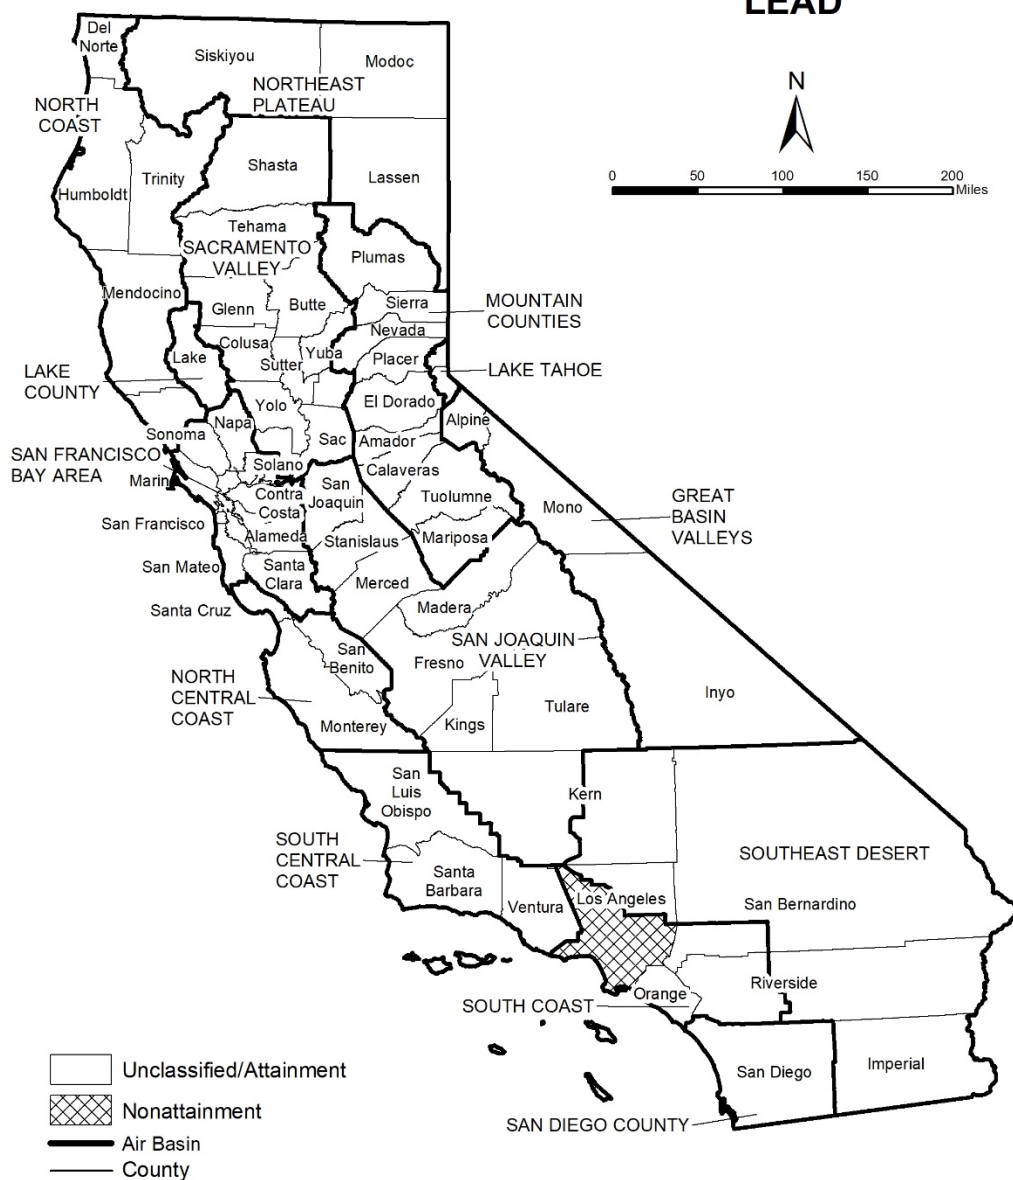 LEAD
Del
Norte
Siskiyou
Modoc
NORTHEAST
PLATEAU
NORTH
COAST
N
0 50 100 150 200
Miles
Shasta
Trinity
Lassen
Humboldt
Tehama
SACRAMENTO
VALLEY
Plumas
Mendocino
Glenn
Butte
Sierra
MOUNTAIN
COUNTIES
Nevada
Colusa
Sutter
Yuba
Lake
Placer
LAKE
COUNTY
LAKE TAHOE
El Dorado
Yolo
Napa
Alpine
Sonoma
Sac
Amador
SAN FRANCISCO
BAY AREA
Solano
Calaveras
Marin
San
Joaquin
Contra
Costa
Tuolumne
Mono
GREAT
BASIN
VALLEYS
San Francisco
Alameda
Stanislaus
Mariposa
San Mateo
Santa
Clara
Merced
Santa Cruz
Madera
SAN JOAQUIN
VALLEY
San
Benito
Fresno
NORTH
CENTRAL
COAST
Inyo
Tulare
Monterey
Kings
San
Luis
Obispo
Kern
SOUTH
CENTRAL
COAST
SOUTHEAST DESERT
Santa
Barbara
Ventura
Los Angeles
San Bernardino
Riverside
Orange
SOUTH COAST
San Diego
Imperial
SAN DIEGO COUNTY
Unclassified/Attainment
Nonattainment
Air Basin
County